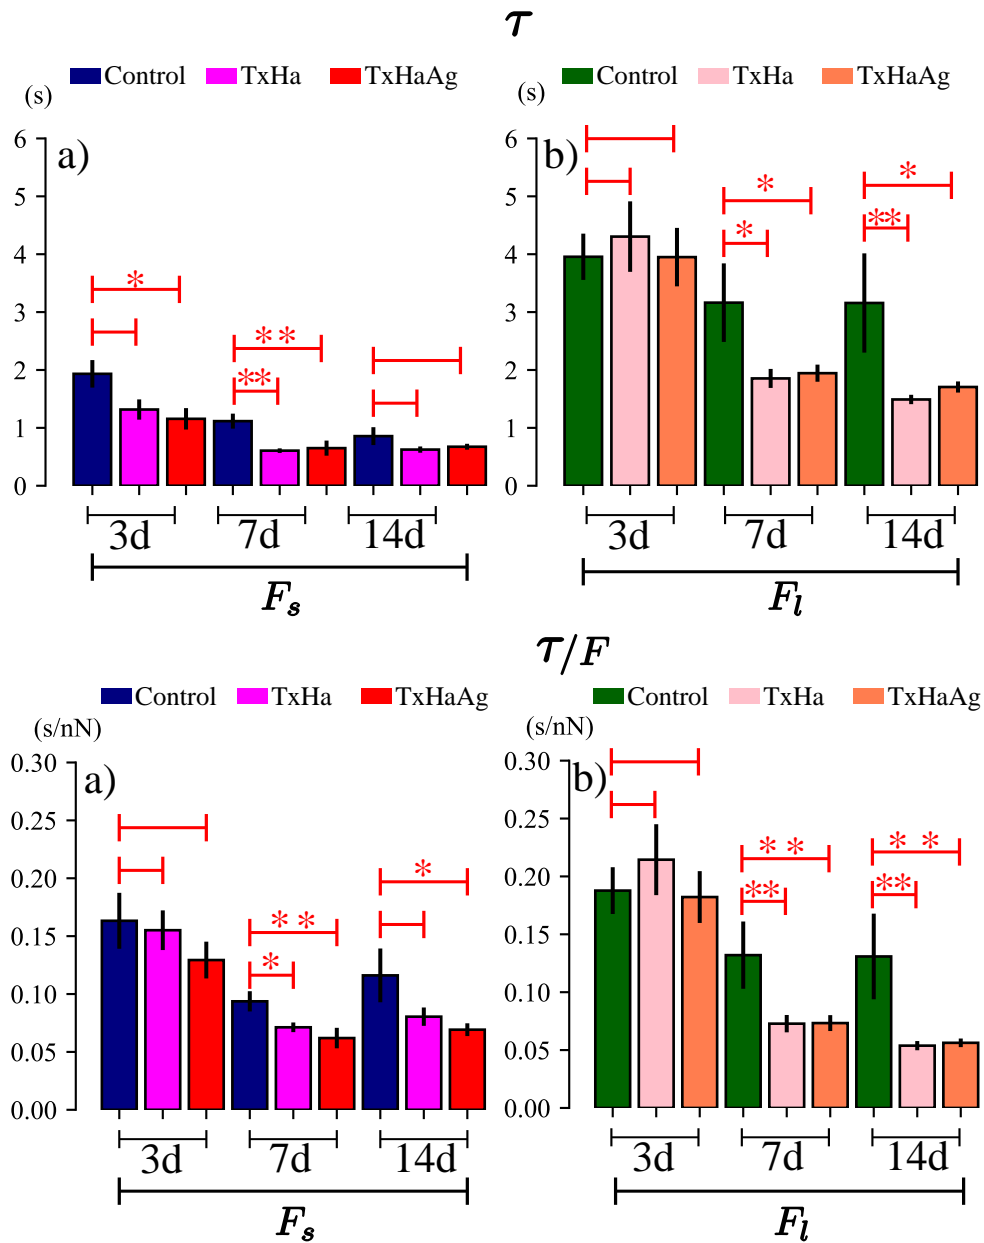 τ
Control TxHa TxHaAg
Control TxHa TxHaAg
(s)
(s)
a)
b)
6
5
4
3
2
1
0
6
5
4
3
2
1
0
*
** * *
* *
** *
3d 7d 14d
3d 7d 14d
Fs
Fl
τ/F
Control TxHa TxHaAg
Control TxHa TxHaAg
(s/nN)
(s/nN)
a)
b)
0.30
0.25
0.20
0.15
0.10
0.05
0.00
0.30
0.25
0.20
0.15
0.10
0.05
0.00
* * * *
** * * ** * *
3d 7d 14d
3d 7d 14d
Fs
Fl